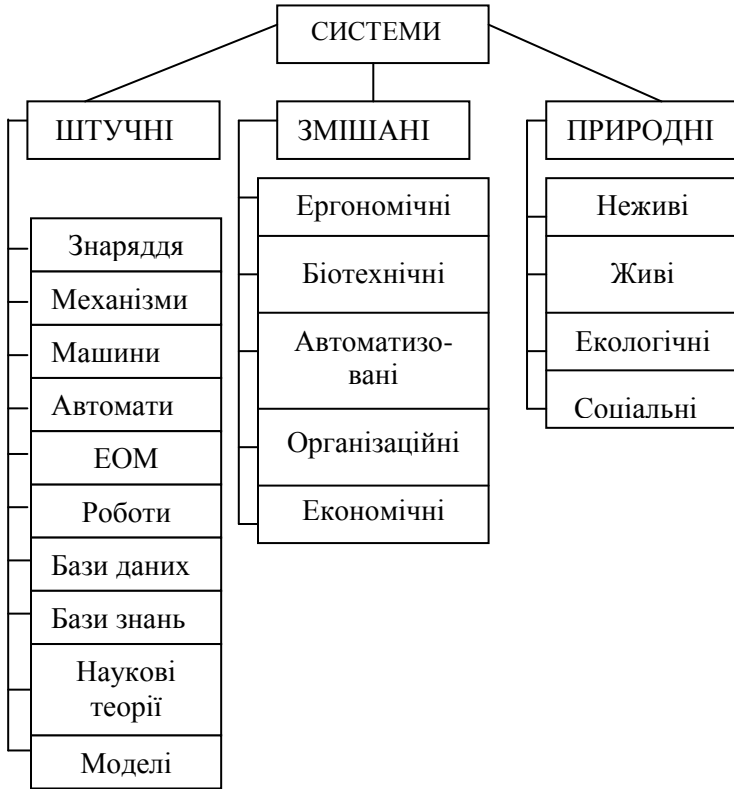 СИСТЕМИ
ШТУЧНІ
Знаряддя
Механізми
Машини
Автомати
ЕОМ
Роботи
Бази даних
Бази знань
Наукові
теорії
Моделі
ЗМІШАНІ
Ергономічні
Біотехнічні
Автоматизо-
вані
Організаційні
Економічні
ПРИРОДНІ
Неживі
Живі
Екологічні
Соціальні